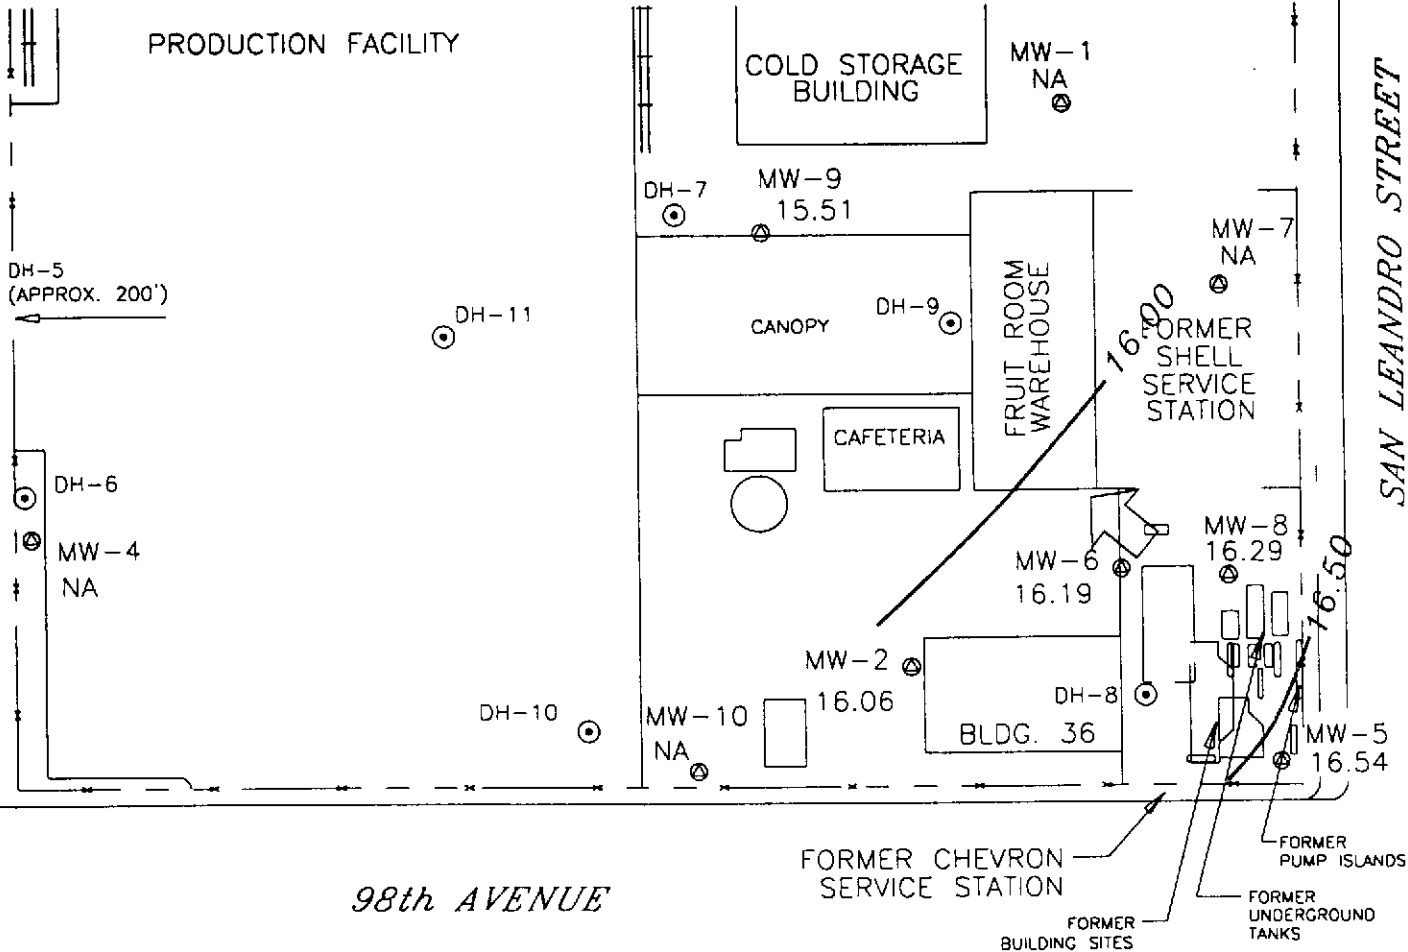 PRODUCTION FACILITY
COLD STORAGE
BUILDING
MW-1
NA
SAN LEANDRO STREET
DH-7
MW-9
15.51
MW-7
NA
DH-5
(APPROX. 200')
DH-11
CANOPY
DH-9
FRUIT ROOM
WAREHOUSE
16.00
FORMER
SHELL
SERVICE
STATION
CAFETERIA
DH-6
MW-4
NA
MW-6
16.19
MW-8
16.29
16.50
MW-2
16.06
DH-8
DH-10
MW-10
NA
BLDG. 36
MW-5
16.54
FORMER CHEVRON
SERVICE STATION
FORMER
PUMP ISLANDS
98th AVENUE
FORMER
UNDERGROUND
TANKS
FORMER
BUILDING SITES